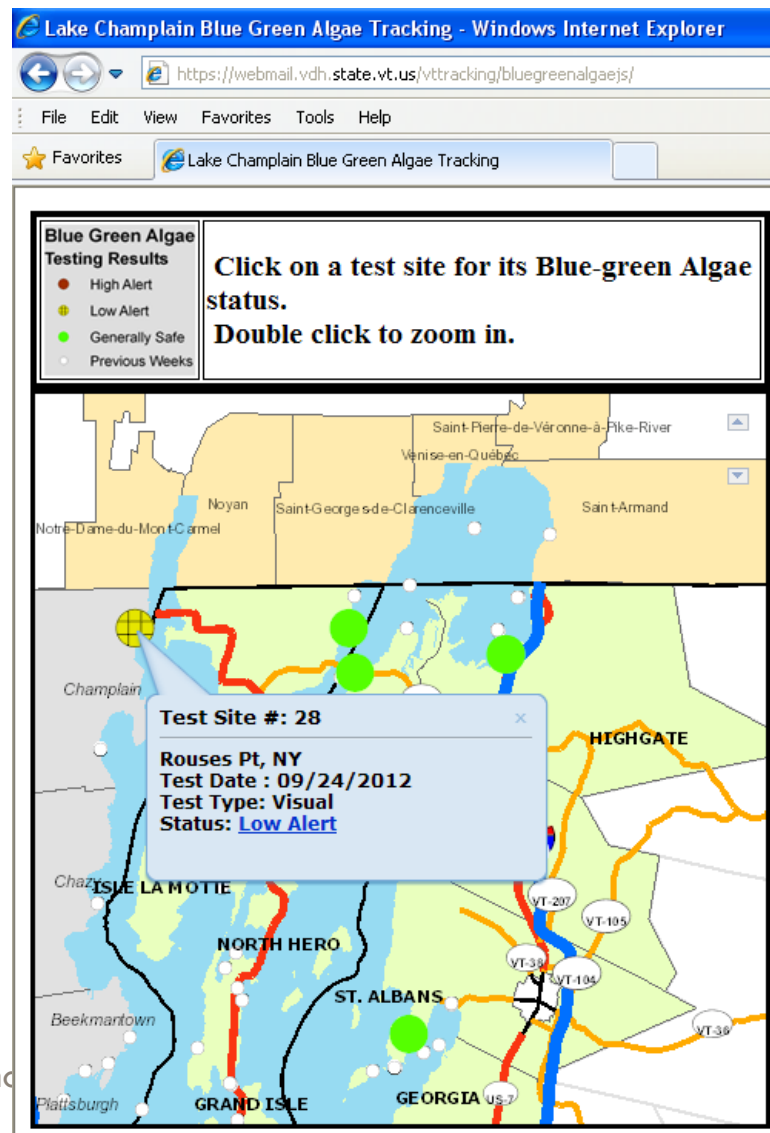 Lake Champlain Blue Green Algae Tracking - Windows Internet Explorer
https://webmail.vdh.state.vt.us/vttracking/bluegreenalgaejs/
File Edit View Favorites Tools Help
Favorites
Lake Champlain Blue Green Algae Tracking
Blue Green Algae
Testing Results
High Alert
Low Alert
Generally Safe
Previous Weeks
Click on a test site for its Blue-green Algae
status.
Double click to zoom in.
Saint-Pierre-de-Véronne-à-Pike-River
Venise-en-Québec
Noyan
Saint-Georges-de-Clarenceville
Saint-Armand
Notre-Dame-du-Mont-Carmel
Champlain
Test Site #: 28
Rouses Pt, NY
Test Date : 09/24/2012
Test Type: Visual
Status: Low Alert
HIGHGATE
Chazy
ISLE LA MOTTE
VT-207
VT-105
NORTH HERO
VT-38
VT-104
ST. ALBANS
Beekmantown
VT-36
Plattsburgh
GRAND ISLE
GEORGIA
US-7